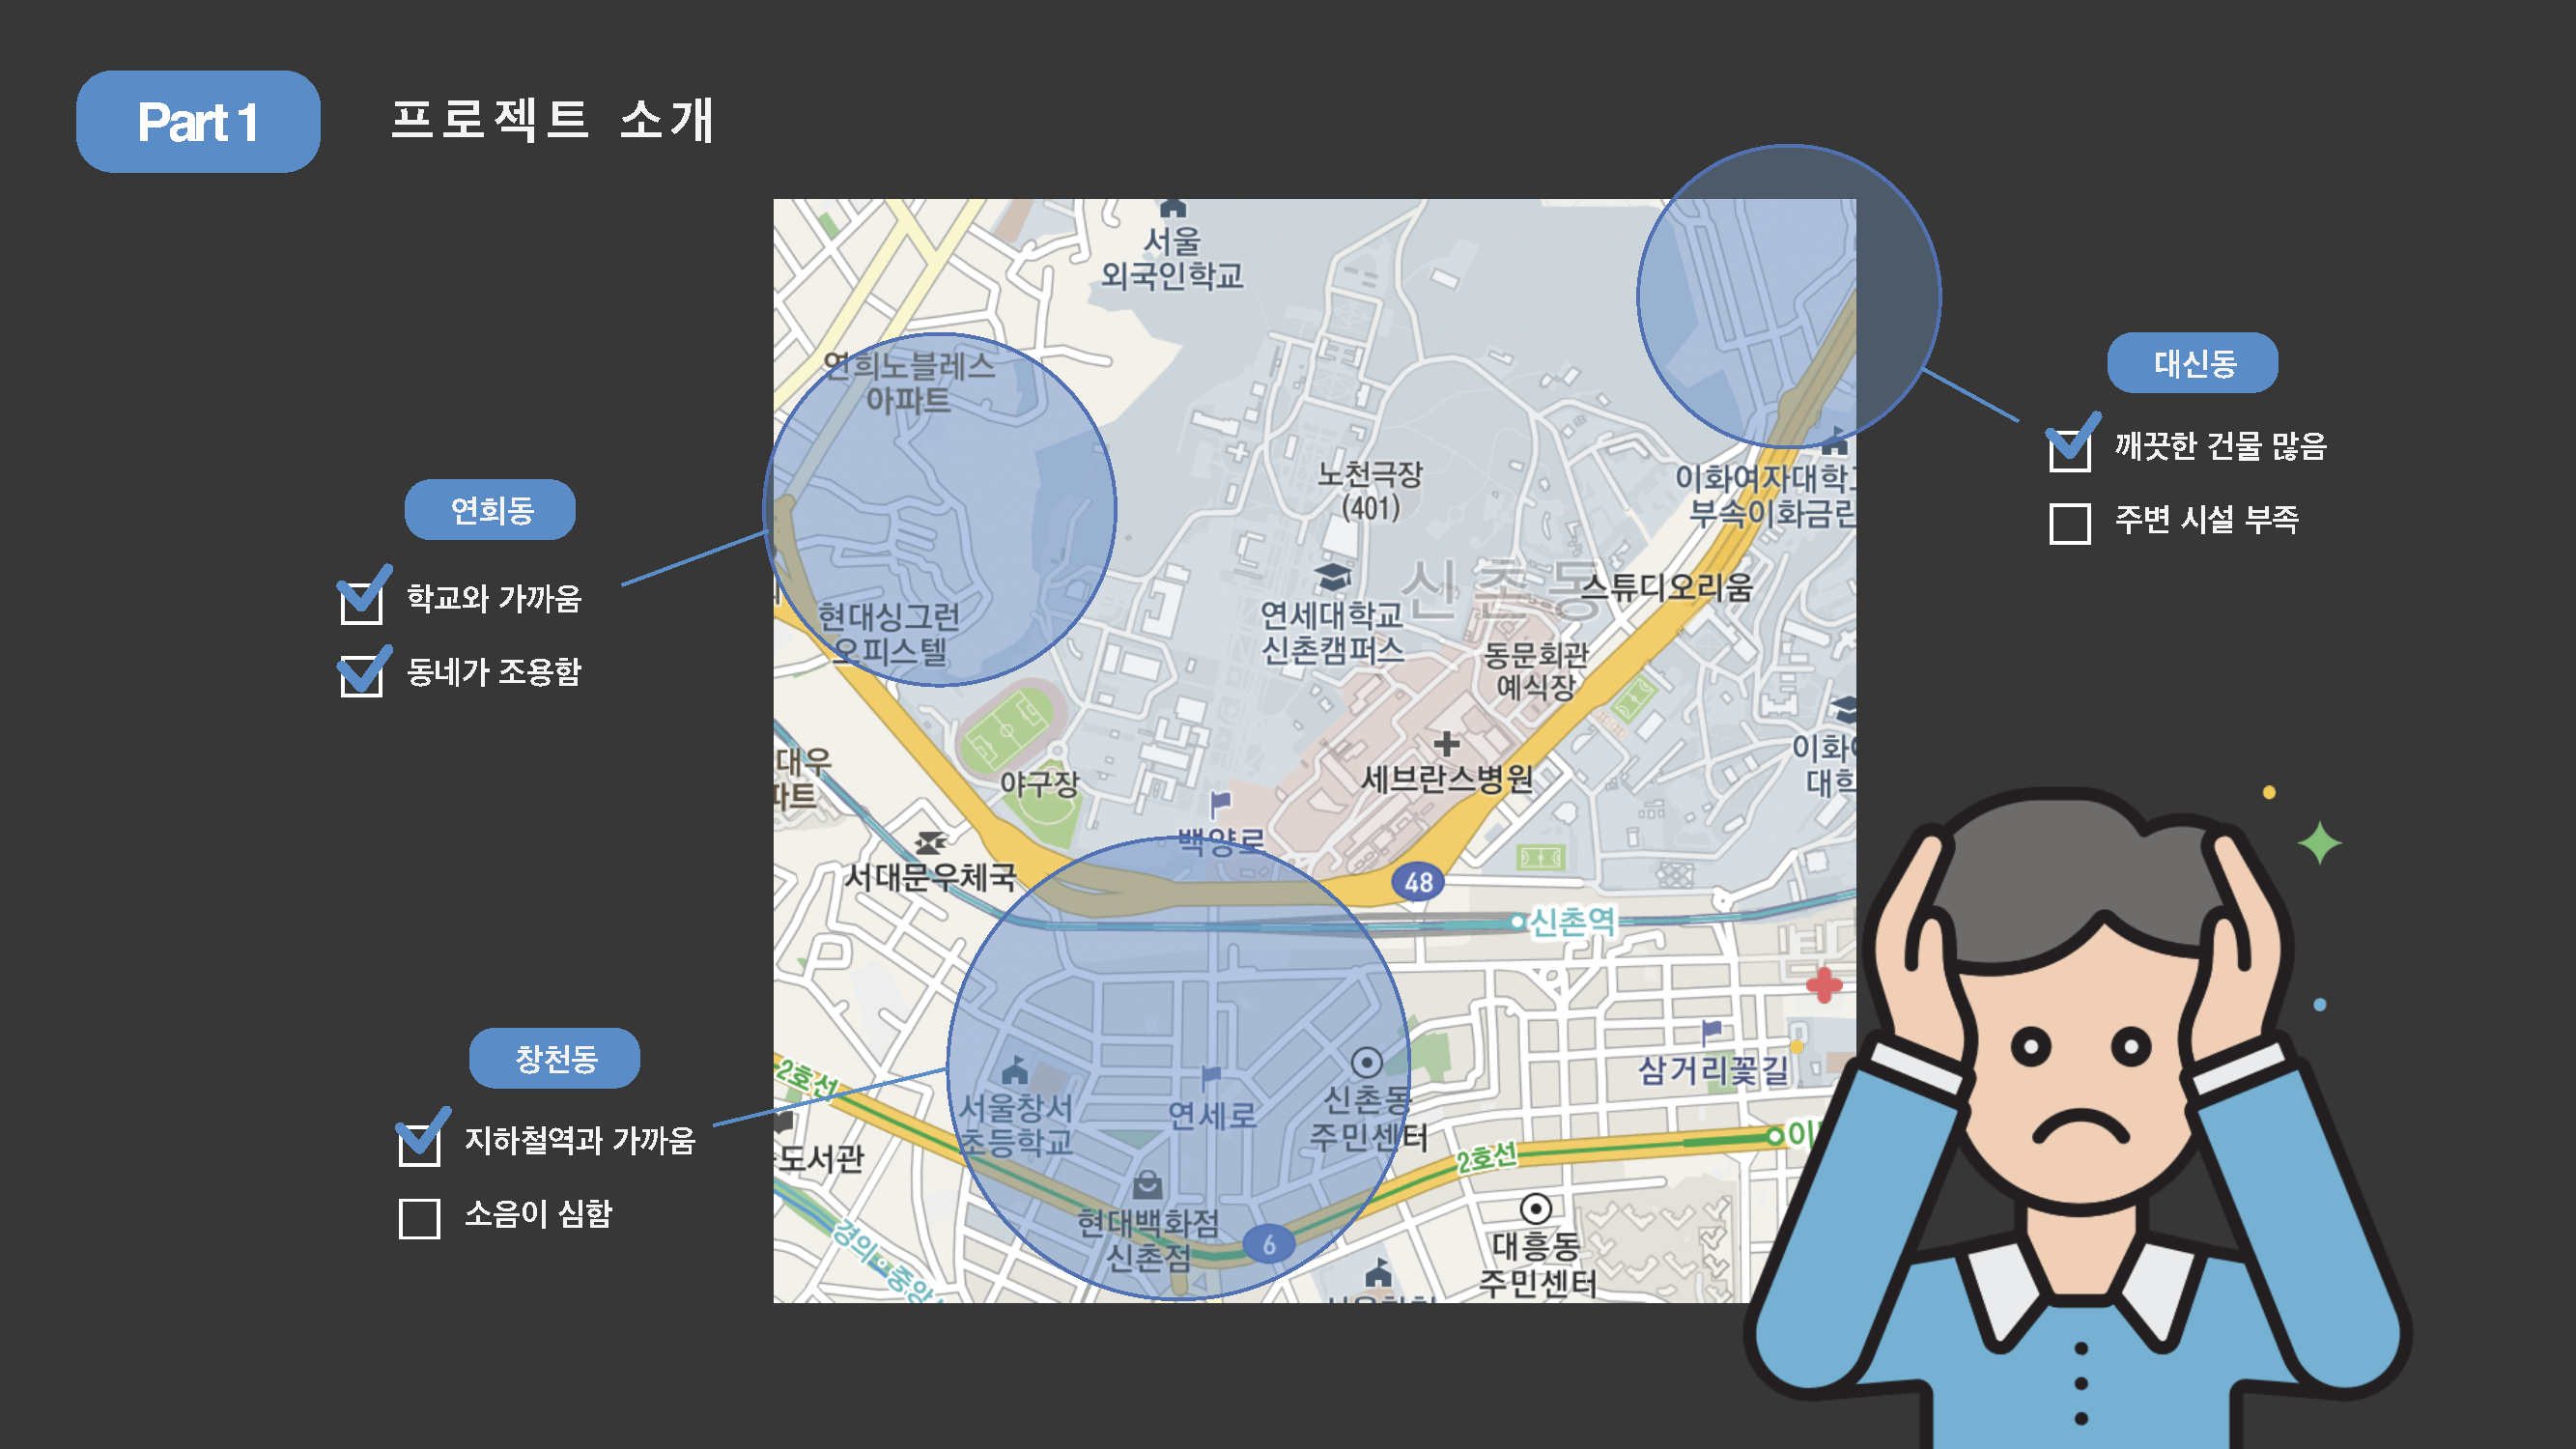 Part 1
프로젝트 소개
서울
외국인학교
연희노블레스
아파트
대신동
깨끗한 건물 많음
주변 시설 부족
연희동
학교와 가까움
동네가 조용함
노천극장
(401)
이화여자대학교
부속이화금란
신촌동
스튜디오리움
현대싱그런
오피스텔
연세대학교
신촌캠퍼스
동문회관
예식장
대우
파트
이화
대학
야구장
세브란스병원
백양로
서대문우체국
48
신촌역
창천동
지하철역과 가까움
소음이 심함
2호선
서울창서
초등학교
연세로
신촌동
주민센터
삼거리꽃길
도서관
2호선
이
현대백화점
신촌점
6
대흥동
주민센터
경의중앙